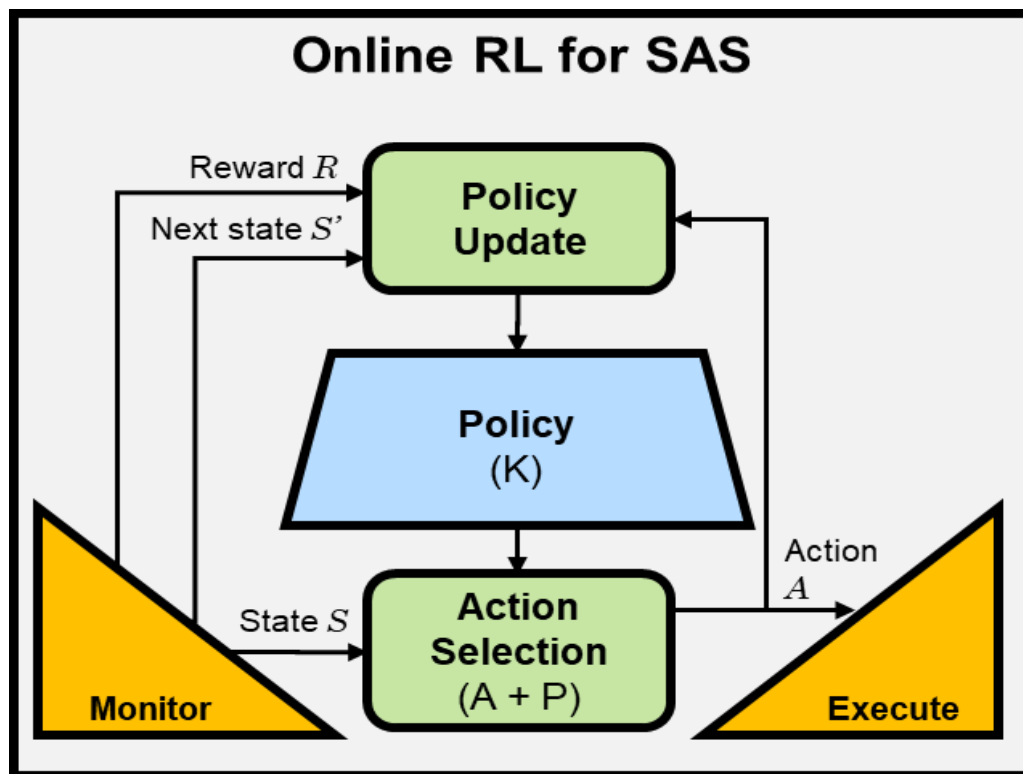 Online RL for SAS
Reward R
Next state S’
Policy
Update
Policy
(K)
State S
Action
Selection
(A + P)
Action
A
Monitor
Execute